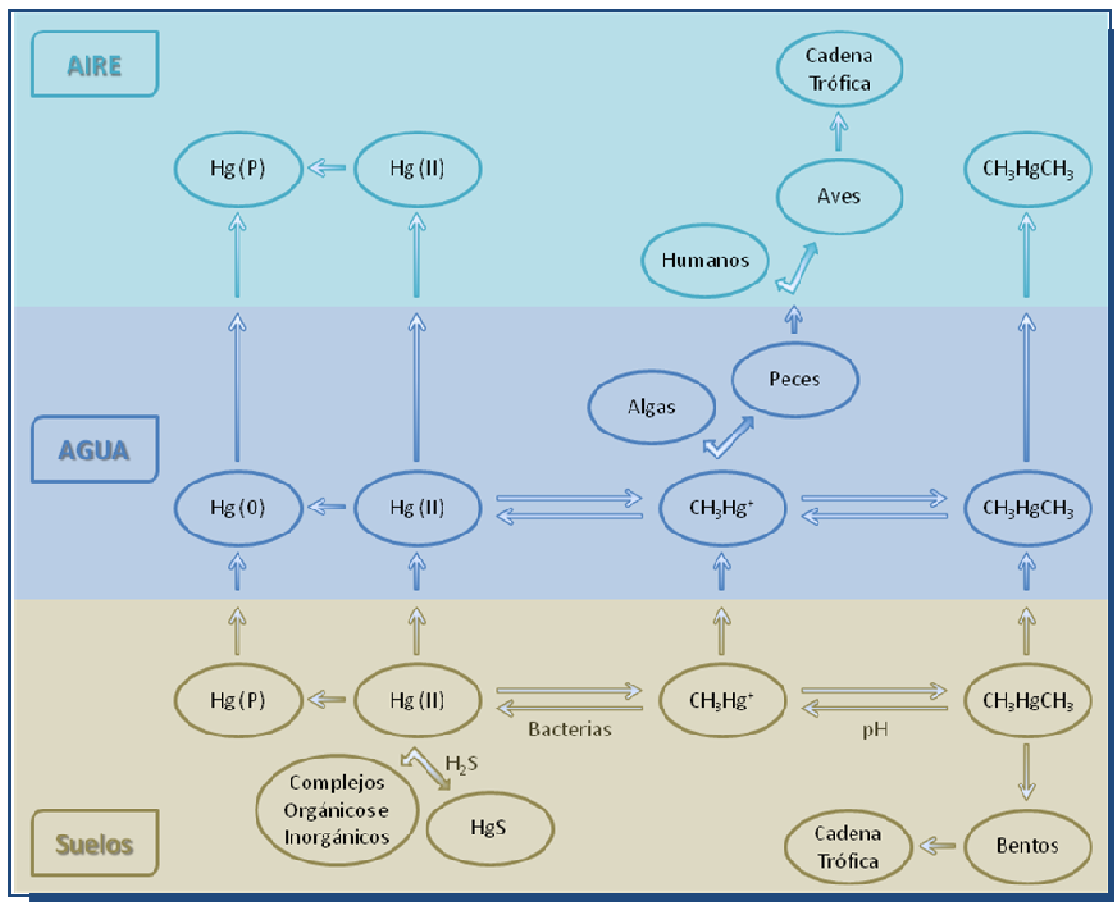 AIRE
Cadena
Trófica
Hg (P)
Hg (II)
CH₃HgCH₃
Aves
Humanos
Peces
Algas
AGUA
Hg (0)
Hg (II)
CH₃Hg⁺
CH₃HgCH₃
Hg (P)
Hg (II)
CH₃Hg⁺
CH₃HgCH₃
Bacterias
pH
H₂S
Complejos
Orgánicos e
Inorgánicos
HgS
Suelos
Cadena
Trófica
Bentos